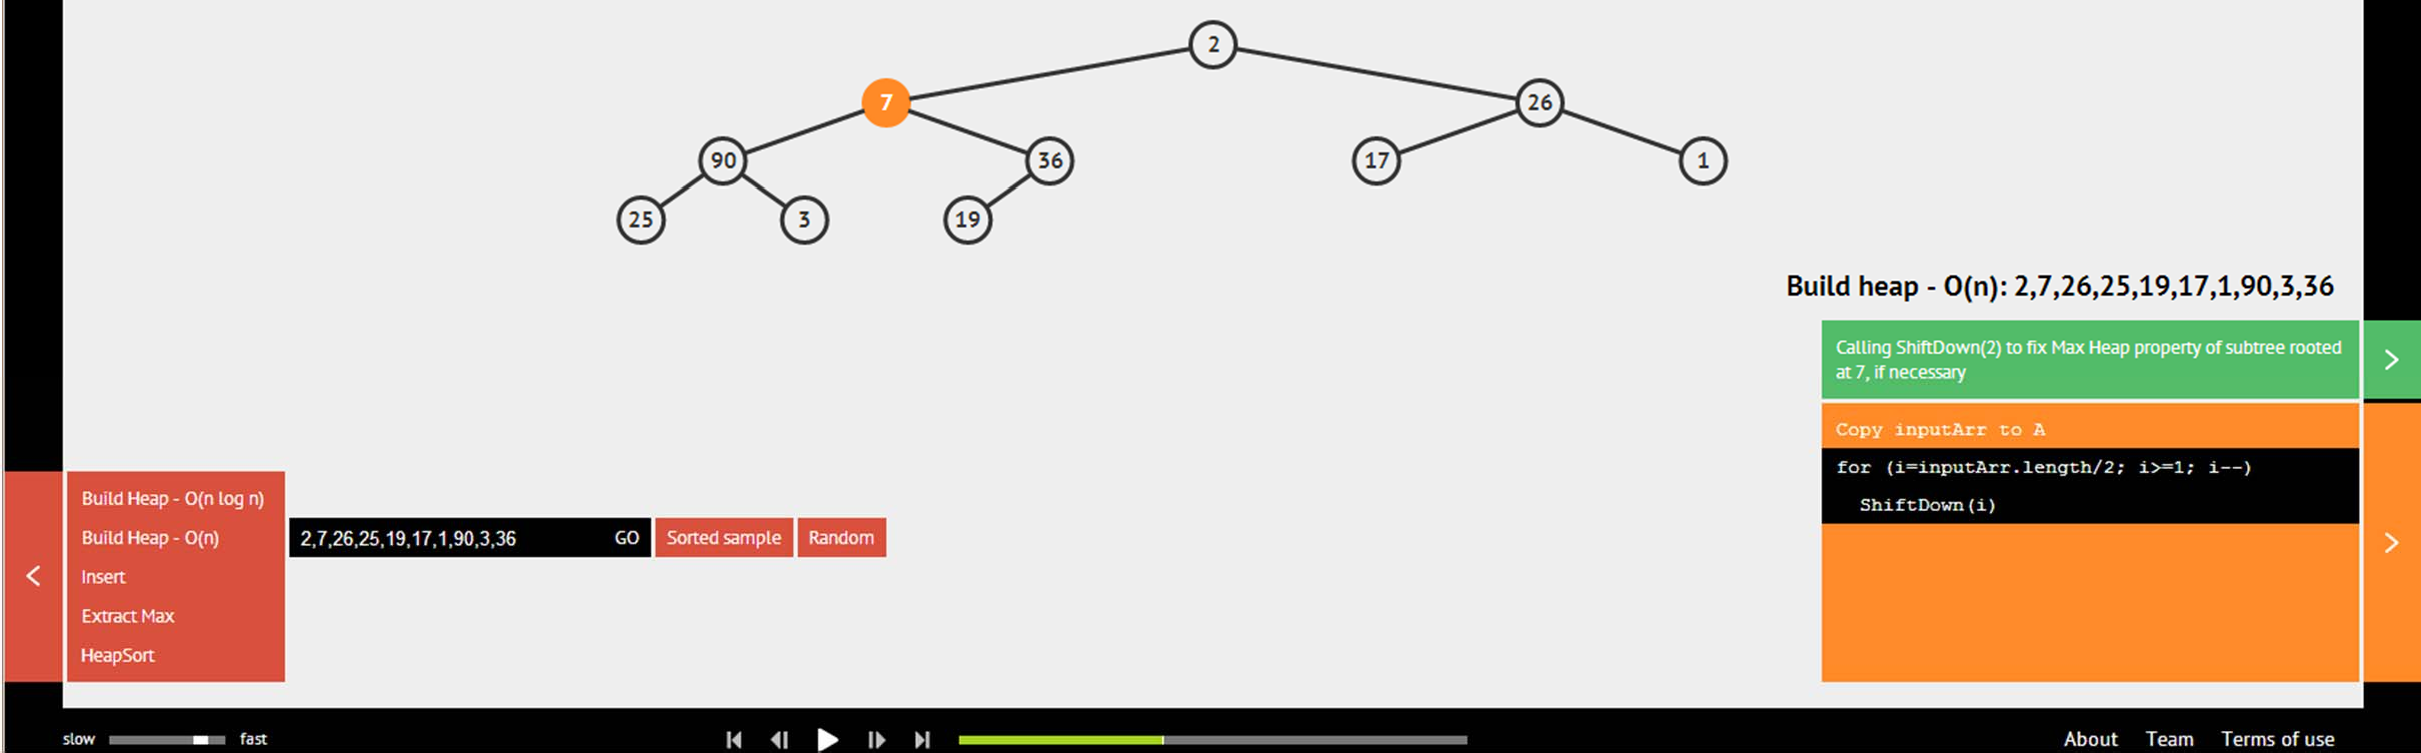 2
7
26
90
36
17
1
25
3
19
Build heap - O(n): 2,7,26,25,19,17,1,90,3,36
Calling ShiftDown(2) to fix Max Heap property of subtree rooted
at 7, if necessary
Copy inputArr to A
for (i=inputArr.length/2; i>=1; i--)
ShiftDown(i)
Build Heap - O(n log n)
Build Heap - O(n)
2,7,26,25,19,17,1,90,3,36 GO Sorted sample Random
Insert
Extract Max
HeapSort
slow fast
About Team Terms of use